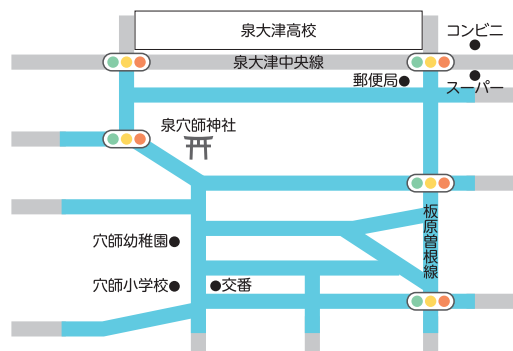 泉大津高校
コンビニ
泉大津中央線
郵便局
スーパー
泉穴師神社
板原曽根線
穴師幼稚園
穴師小学校
交番